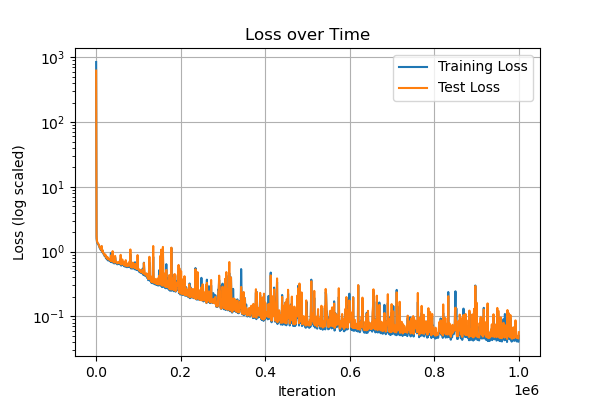 Loss over Time
Training Loss
Test Loss
Loss (log scaled)
10³
10²
10¹
10⁰
10⁻¹
0.0 0.2 0.4 0.6 0.8 1.0
1e6
Iteration